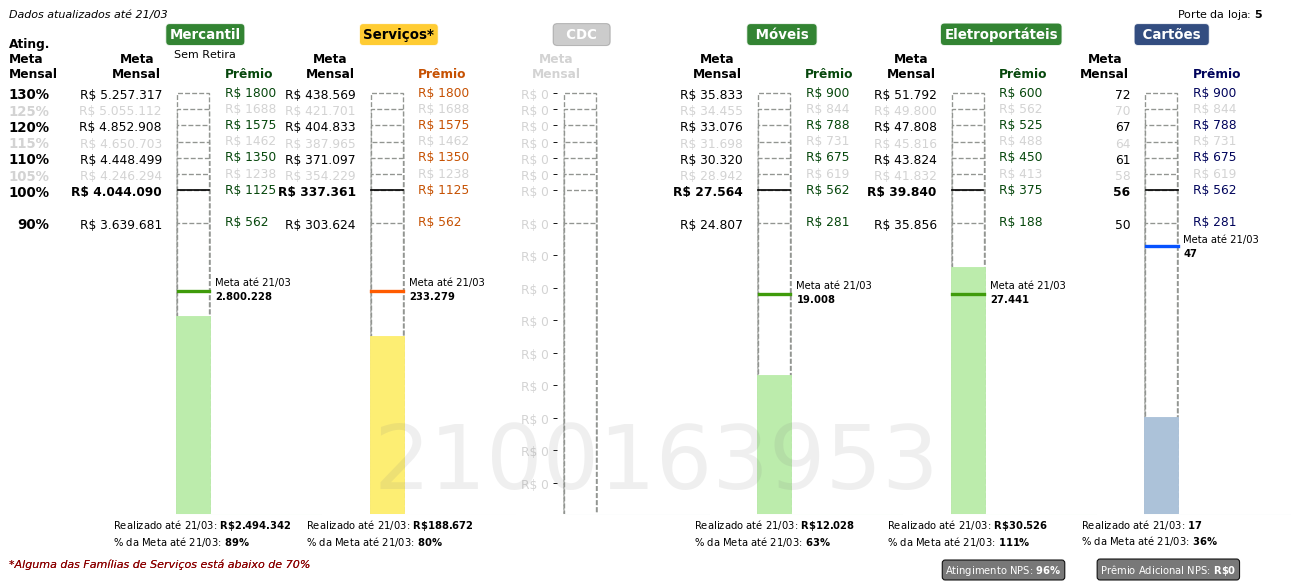 Dados atualizados até 21/03
Porte da loja: 5
Mercantil Serviços* CDC Móveis Eletroportáteis Cartões
Sem Retira
Ating. Meta Mensal
Meta Mensal Prêmio Meta Mensal Prêmio Meta Mensal Meta Mensal Prêmio Meta Mensal Prêmio Meta Mensal Prêmio
130% R$ 5.257.317 R$ 1800 R$ 438.569 R$ 1800 R$ 0 R$ 35.833 R$ 900 R$ 51.792 R$ 600 72 R$ 900
125% R$ 5.055.112 R$ 1688 R$ 421.701 R$ 1688 R$ 0 R$ 34.455 R$ 844 R$ 49.800 R$ 562 70 R$ 844
120% R$ 4.852.908 R$ 1575 R$ 404.833 R$ 1575 R$ 0 R$ 33.076 R$ 788 R$ 47.808 R$ 525 67 R$ 788
115% R$ 4.650.703 R$ 1462 R$ 387.965 R$ 1462 R$ 0 R$ 31.698 R$ 731 R$ 45.816 R$ 488 64 R$ 731
110% R$ 4.448.499 R$ 1350 R$ 371.097 R$ 1350 R$ 0 R$ 30.320 R$ 675 R$ 43.824 R$ 450 61 R$ 675
105% R$ 4.246.294 R$ 1238 R$ 354.229 R$ 1238 R$ 0 R$ 28.942 R$ 619 R$ 41.832 R$ 413 58 R$ 619
100% R$ 4.044.090 R$ 1125 R$ 337.361 R$ 1125 R$ 0 R$ 27.564 R$ 562 R$ 39.840 R$ 375 56 R$ 562
90% R$ 3.639.681 R$ 562 R$ 303.624 R$ 562 R$ 0 R$ 24.807 R$ 281 R$ 35.856 R$ 188 50 R$ 281
Meta até 21/03
47
R$ 0
Meta até 21/03 Meta até 21/03 Meta até 21/03 Meta até 21/03
2.800.228 233.279 19.008 27.441
R$ 0
R$ 0
R$ 0
R$ 0
R$ 0
R$ 0
R$ 0
2100163953
Realizado até 21/03: R$2.494.342 Realizado até 21/03: R$188.672 Realizado até 21/03: R$12.028 Realizado até 21/03: R$30.526 Realizado até 21/03: 17
% da Meta até 21/03: 89% % da Meta até 21/03: 80% % da Meta até 21/03: 63% % da Meta até 21/03: 111% % da Meta até 21/03: 36%
*Alguma das Famílias de Serviços está abaixo de 70%
Atingimento NPS: 96% Prêmio Adicional NPS: R$0